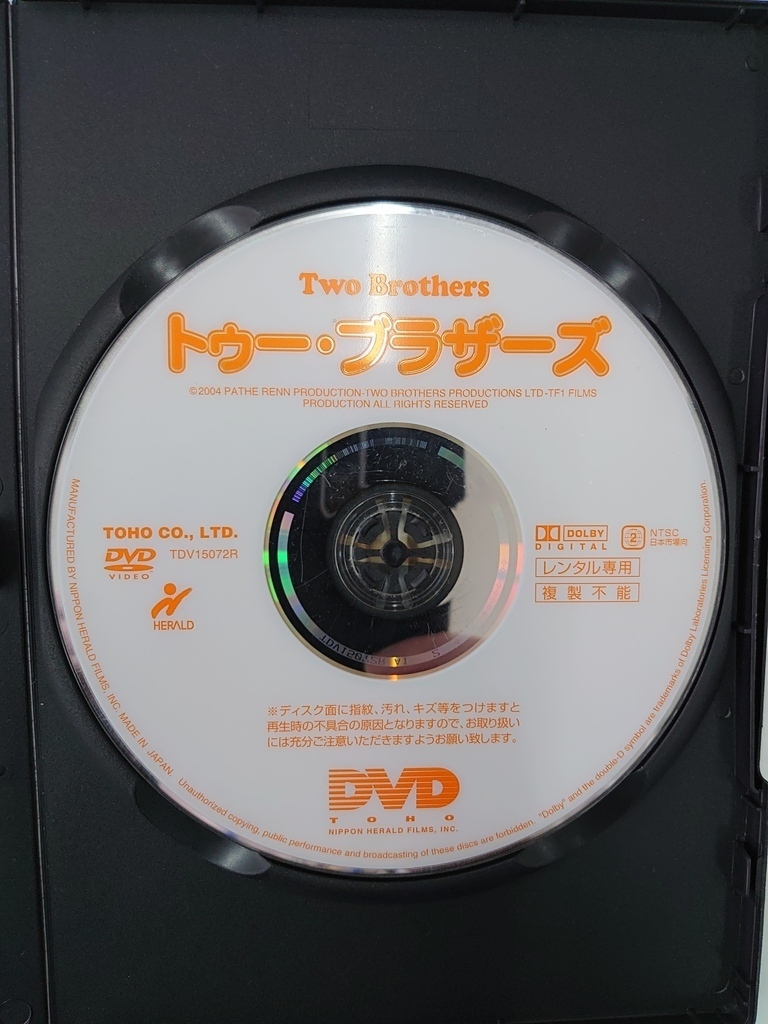 Two Brothers
トゥー・ブラザーズ
©2004 PATHE RENN PRODUCTION-TWO BROTHERS PRODUCTIONS LTD-TF1 FILMS
PRODUCTION ALL RIGHTS RESERVED
TOHO CO., LTD.
DVD
VIDEO
TDV15072R
HERALD
DOLBY
DIGITAL
2
NTSC
日本市場向
レンタル専用
複製不能
※ディスク面に指紋、汚れ、キズ等をつけますと
再生時の不具合の原因となりますので、お取り扱い
には充分ご注意いただきますようお願い致します。
DVD
TOHO
NIPPON HERALD FILMS, INC.
MANUFACTURED BY NIPPON HERALD FILMS, INC. MADE IN JAPAN. Unauthorized copying, public performance and broadcasting of these discs are forbidden. "Dolby" and the double-D symbol are trademarks of Dolby Laboratories Licensing Corporation.